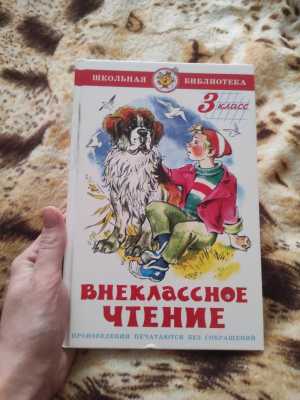 ШКОЛЬНАЯ БИБЛИОТЕКА
3 класс
ВНЕКЛАССНОЕ
ЧТЕНИЕ
ПРОИЗВЕДЕНИЯ ПЕЧАТАЮТСЯ БЕЗ СОКРАЩЕНИЙ